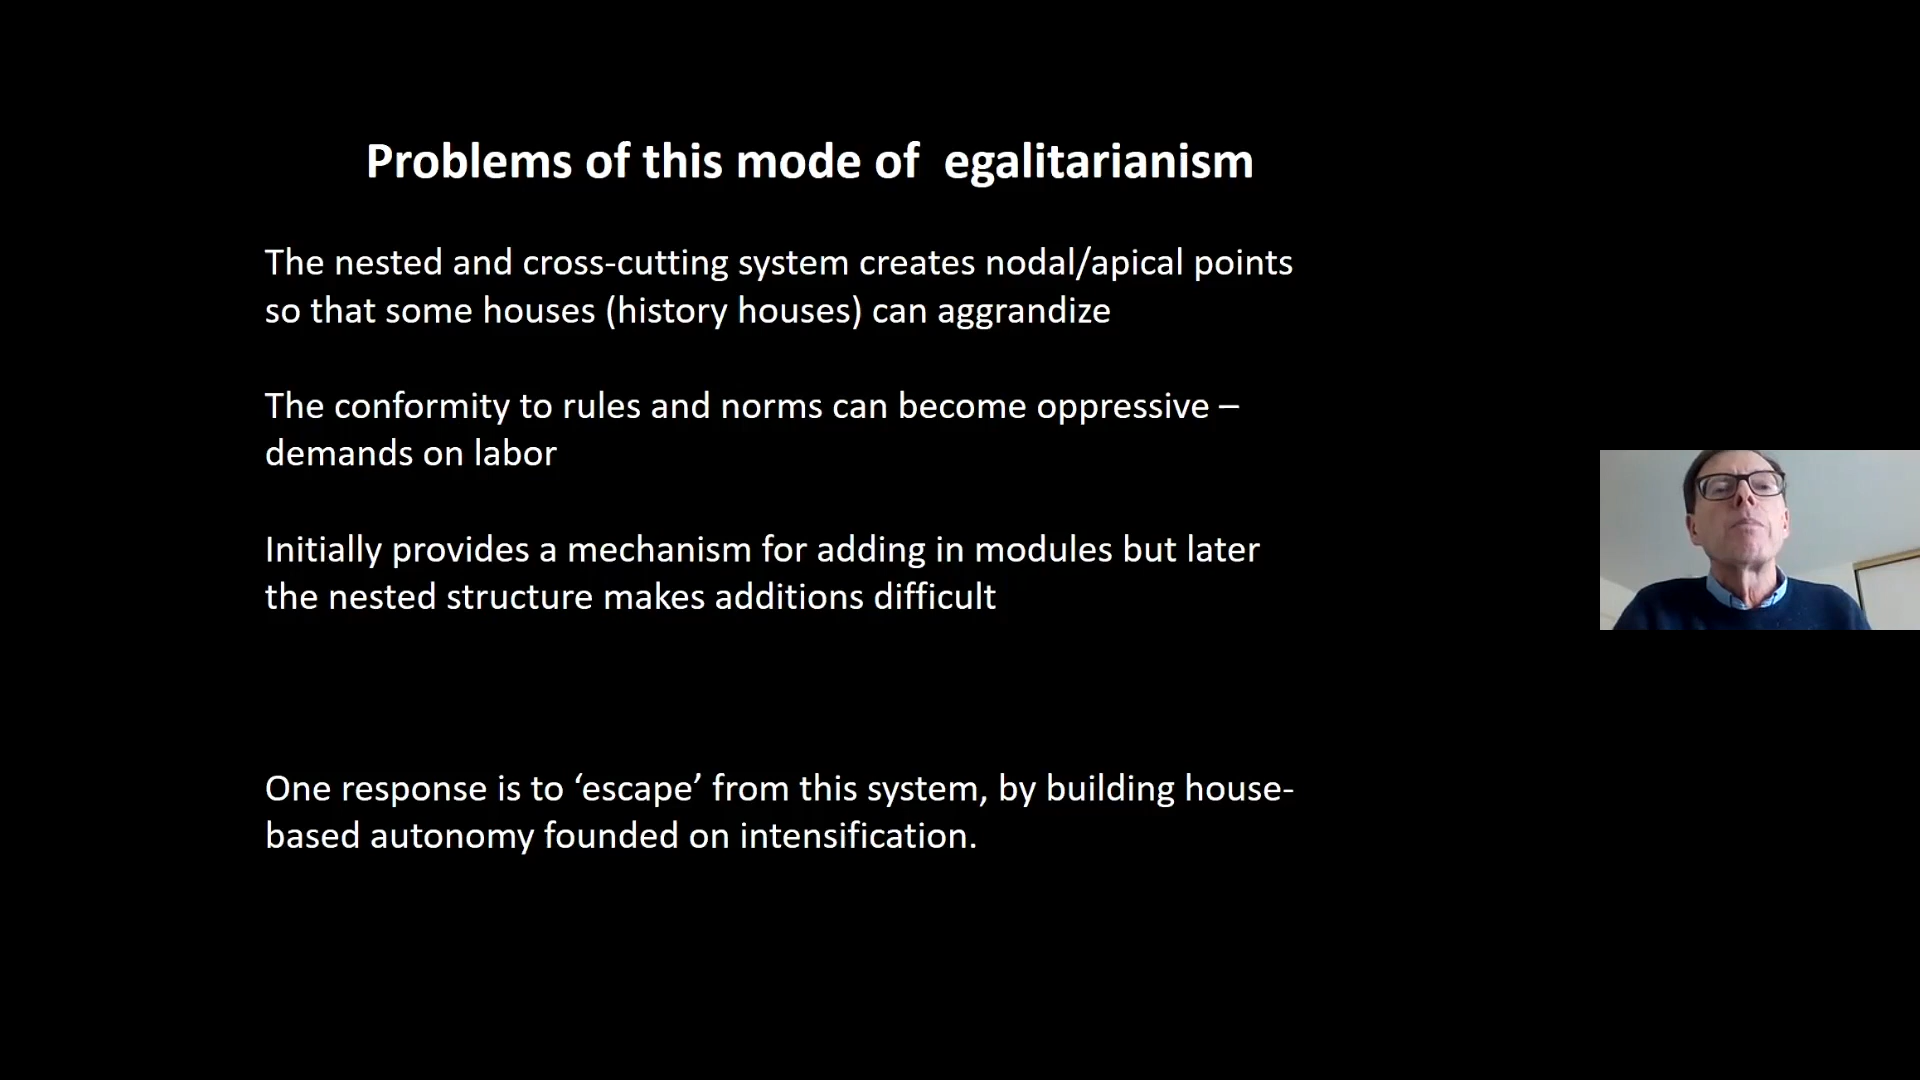 Problems of this mode of  egalitarianism
The nested and cross-cutting system creates nodal/apical points
so that some houses (history houses) can aggrandize
The conformity to rules and norms can become oppressive –
demands on labor
Initially provides a mechanism for adding in modules but later
the nested structure makes additions difficult
One response is to ‘escape’ from this system, by building house-
based autonomy founded on intensification.